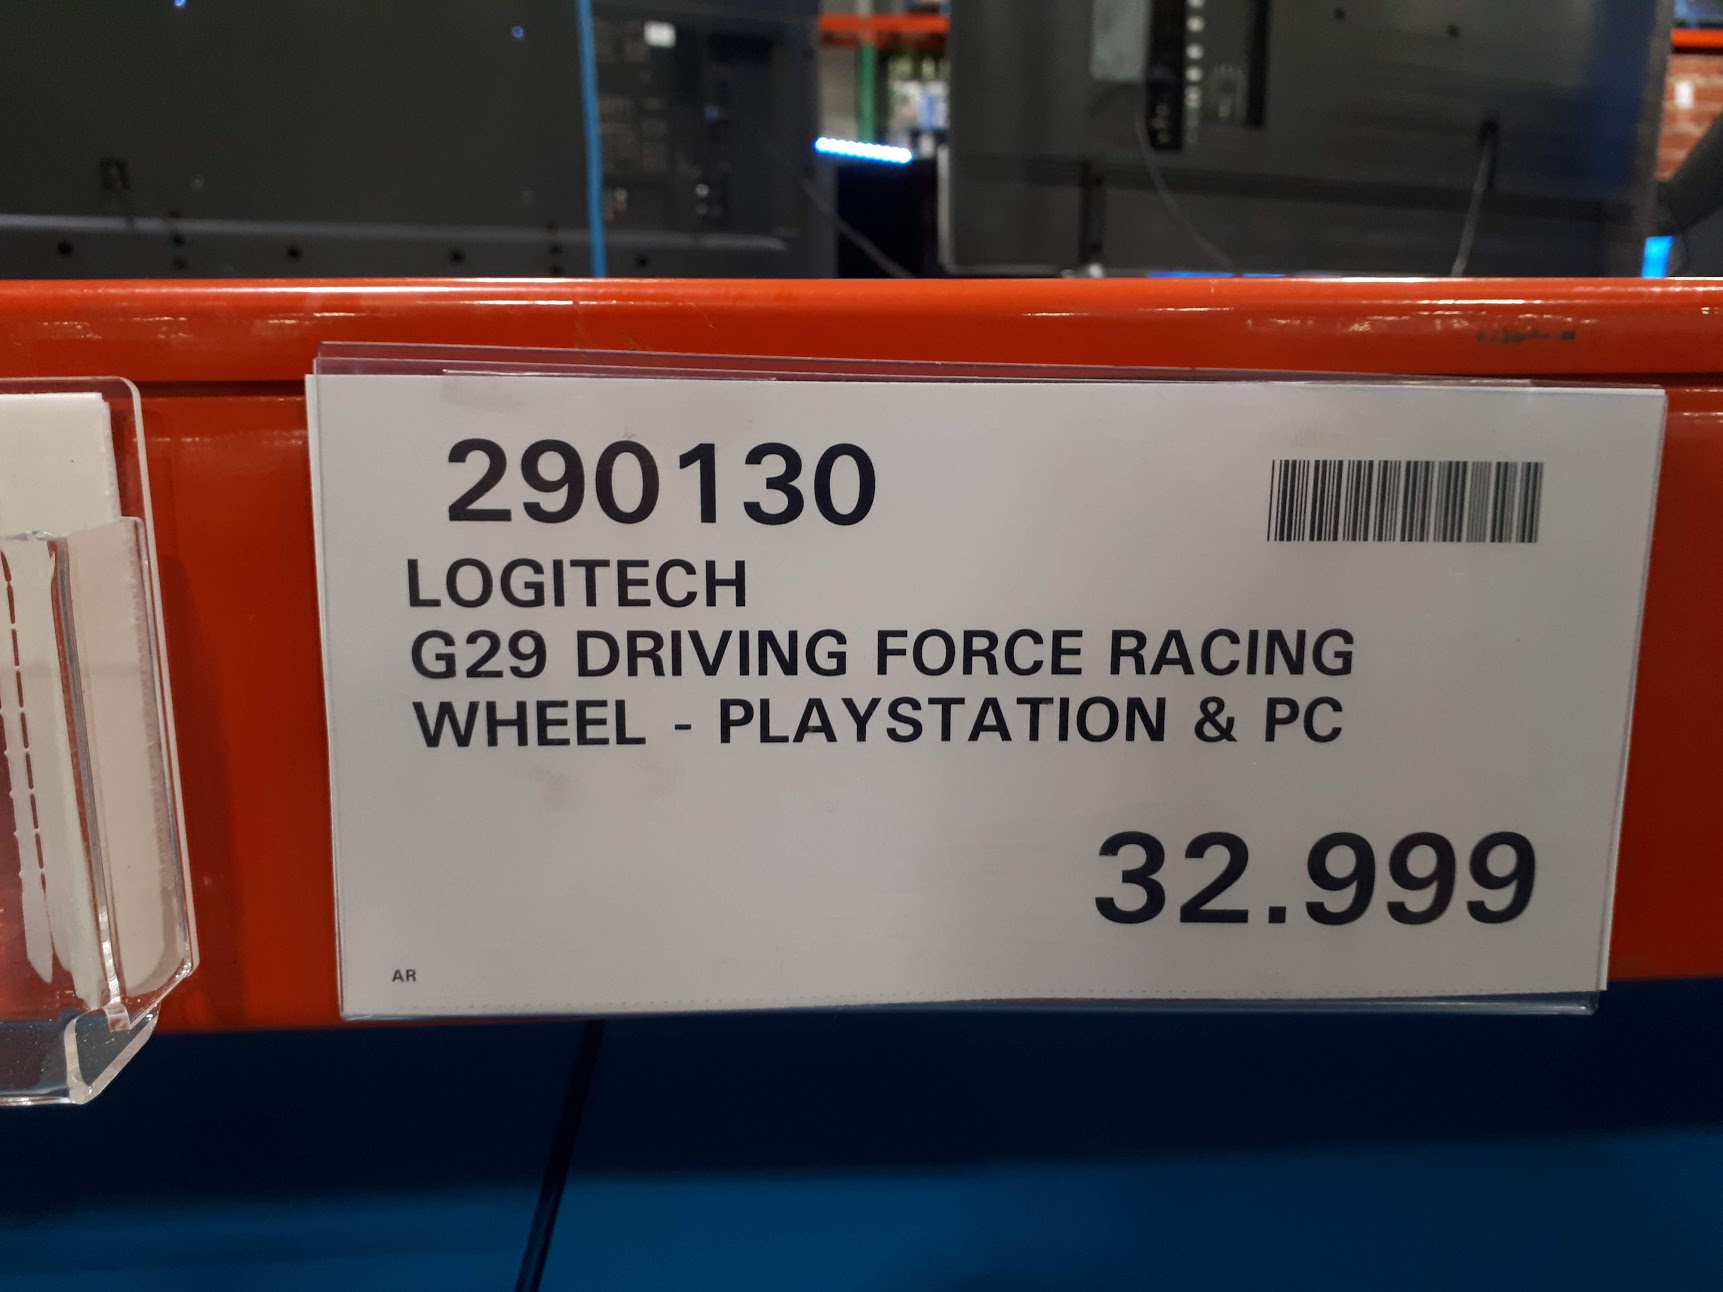 290130
LOGITECH
G29 DRIVING FORCE RACING
WHEEL - PLAYSTATION & PC
32.999
AR